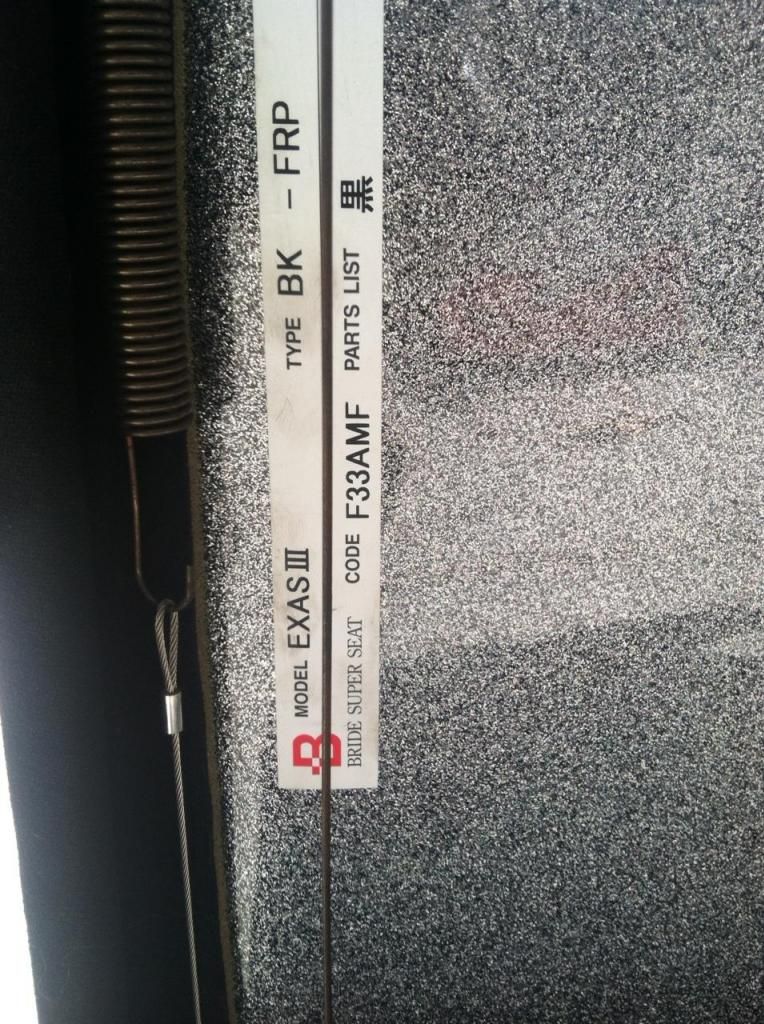 B MODEL EXASⅢ TYPE BK -FRP
BRIDE SUPER SEAT CODE F33AMF PARTS LIST 黒